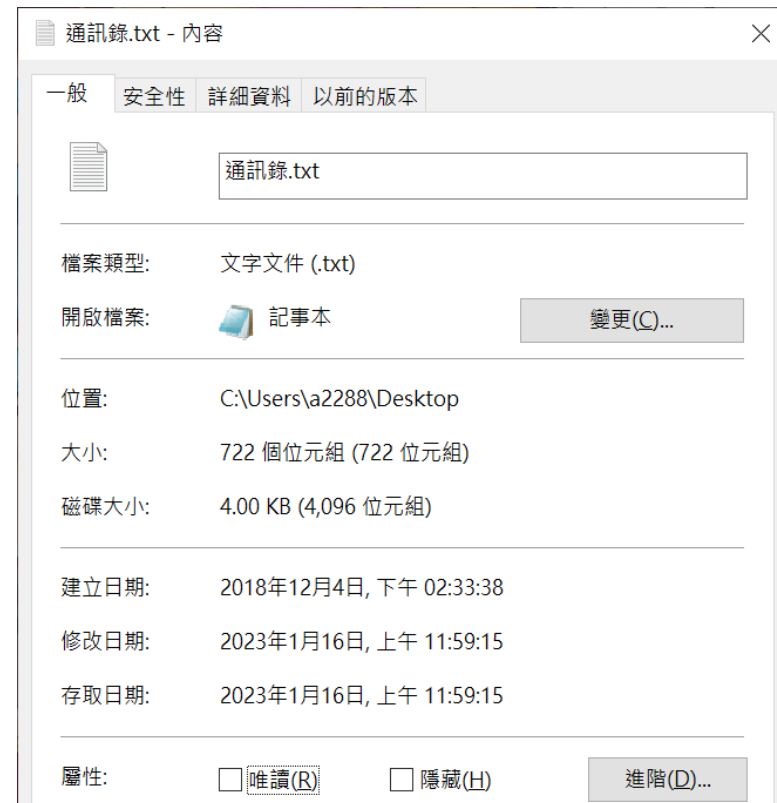 通訊錄.txt - 內容
一般 安全性 詳細資料 以前的版本
通訊錄.txt
檔案類型: 文字文件 (.txt)
開啟檔案: 記事本 變更(C)...
位置: C:\Users\a2288\Desktop
大小: 722 個位元組 (722 位元組)
磁碟大小: 4.00 KB (4,096 位元組)
建立日期: 2018年12月4日, 下午 02:33:38
修改日期: 2023年1月16日, 上午 11:59:15
存取日期: 2023年1月16日, 上午 11:59:15
屬性: 唯讀(R) 隱藏(H) 進階(D)...